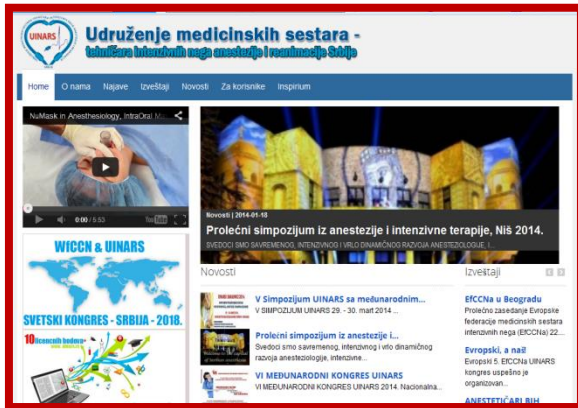 UINARS
Udruženje medicinskih sestara -
tehničara intenzivnih nega anestezije i reanimacije Srbije
Home O nama Najave Izveštaji Novosti Za korisnike Inspirium
NuMask in Anesthesiology, IntraOral M...
0:00 / 5:53 YouTube
Novosti | 2014-01-18
Prolećni simpozijum iz anestezije i intenzivne terapije, Niš 2014.
SVEDOCI SMO SAVREMENOG, INTENZIVNOG I VRLO DINAMIČNOG RAZVOJA ANESTEZIOLOGIJE, I...
WICCN & UINARS
SVETSKI KONGRES - SRBIJA - 2018.
10 licencnih bodova
Novosti
V Simpozijum UINARS sa međunarodnim...
V SIMPOZIJUM UINARS 29. - 30. mart 2014 ...
Prolećni simpozijum iz anestezije i...
Svedoci smo savremenog, intenzivnog i vrlo dinamičnog
razvoja anesteziologije, intenzivne...
VI MEĐUNARODNI KONGRES UINARS
VI MEĐUNARODNI KONGRES UINARS 2014. Nacionalna...
Izveštaji
EfCCNa u Beogradu
Prolećno zasedanje Evropske
federacije medicinskih sestara
intenzivnih nega (EfCCNa) 22...
Evropski, a naš!
Evropski 5. EfCCNa UINARS
kongres uspešno je
organizovan...
ANESTETIČARI BIH